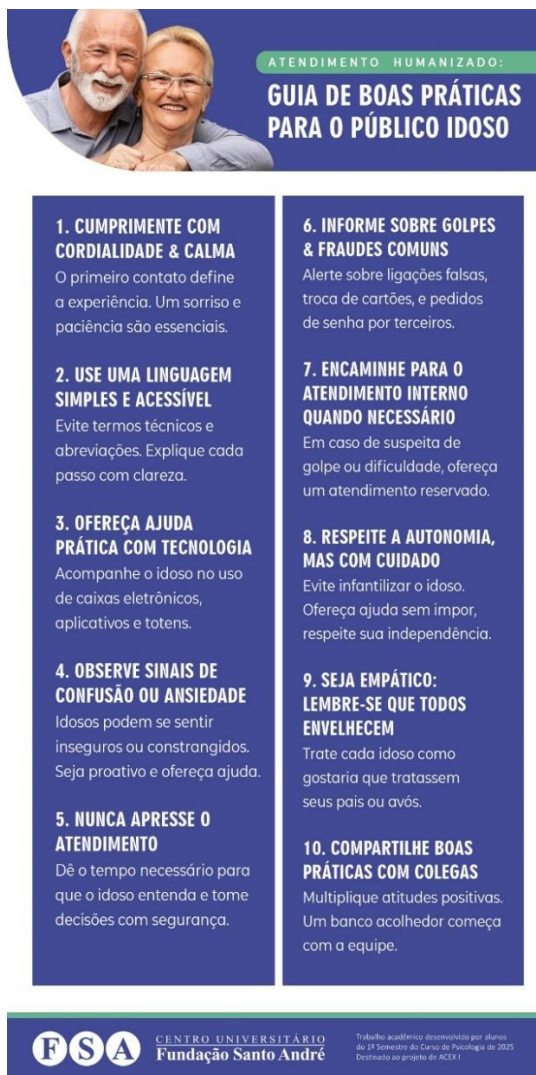 ATENDIMENTO HUMANIZADO:
GUIA DE BOAS PRÁTICAS
PARA O PÚBLICO IDOSO
1. CUMPRIMENTE COM
CORDIALIDADE & CALMA
O primeiro contato define
a experiência. Um sorriso e
paciência são essenciais.
2. USE UMA LINGUAGEM
SIMPLES E ACESSÍVEL
Evite termos técnicos e
abreviações. Explique cada
passo com clareza.
3. OFEREÇA AJUDA
PRÁTICA COM TECNOLOGIA
Acompanhe o idoso no uso
de caixas eletrônicos,
aplicativos e totens.
4. OBSERVE SINAIS DE
CONFUSÃO OU ANSIEDADE
Idosos podem se sentir
inseguros ou constrangidos.
Seja proativo e ofereça ajuda.
5. NUNCA APRESSE O
ATENDIMENTO
Dê o tempo necessário para
que o idoso entenda e tome
decisões com segurança.
6. INFORME SOBRE GOLPES
& FRAUDES COMUNS
Alerte sobre ligações falsas,
troca de cartões, e pedidos
de senha por terceiros.
7. ENCAMINHE PARA O
ATENDIMENTO INTERNO
QUANDO NECESSÁRIO
Em caso de suspeita de
golpe ou dificuldade, ofereça
um atendimento reservado.
8. RESPEITE A AUTONOMIA,
MAS COM CUIDADO
Evite infantilizar o idoso.
Ofereça ajuda sem impor,
respeite sua independência.
9. SEJA EMPÁTICO:
LEMBRE-SE QUE TODOS
ENVELHECEM
Trate cada idoso como
gostaria que tratassem
seus pais ou avós.
10. COMPARTILHE BOAS
PRÁTICAS COM COLEGAS
Multiplique atitudes positivas.
Um banco acolhedor começa
com a equipe.
FSA
CENTRO UNIVERSITÁRIO
Fundação Santo André
Trabalho acadêmico desenvolvido por alunos
do 1º Semestre do Curso de Psicologia de 2025
Destinado ao projeto de ACEX I